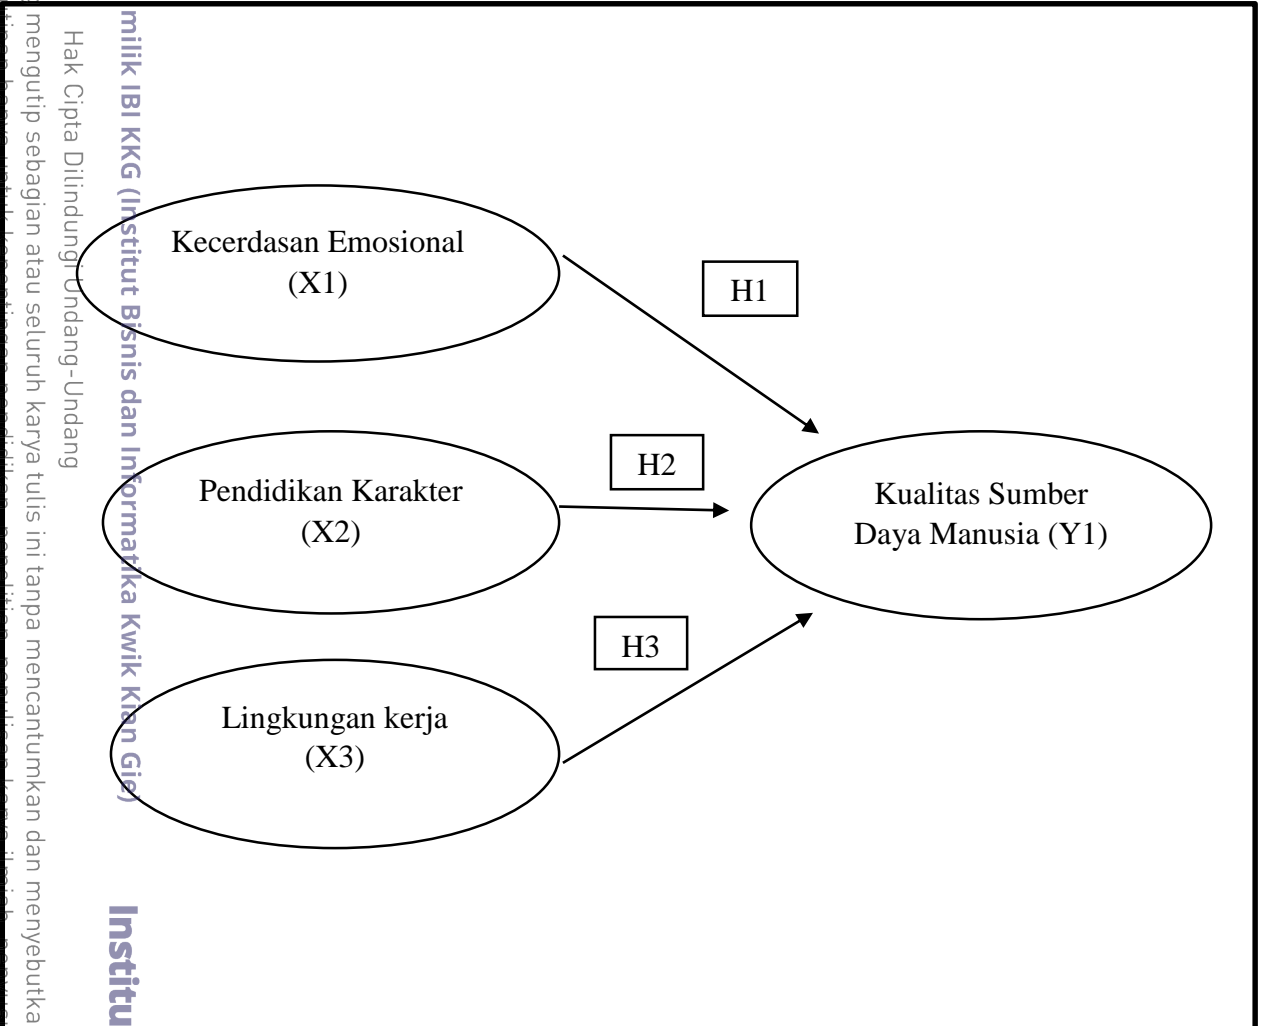 Kecerdasan Emosional
(X1)
H1
Pendidikan Karakter
(X2)
H2
Kualitas Sumber
Daya Manusia (Y1)
H3
Lingkungan kerja
(X3)
milik IBI KKG (Institut Bisnis dan Informatika Kwik Kian Gie)
Hak Cipta Dilindungi Undang-Undang
mengutip sebagian atau seluruh karya tulis ini tanpa mencantumkan dan menyebutka
Institu